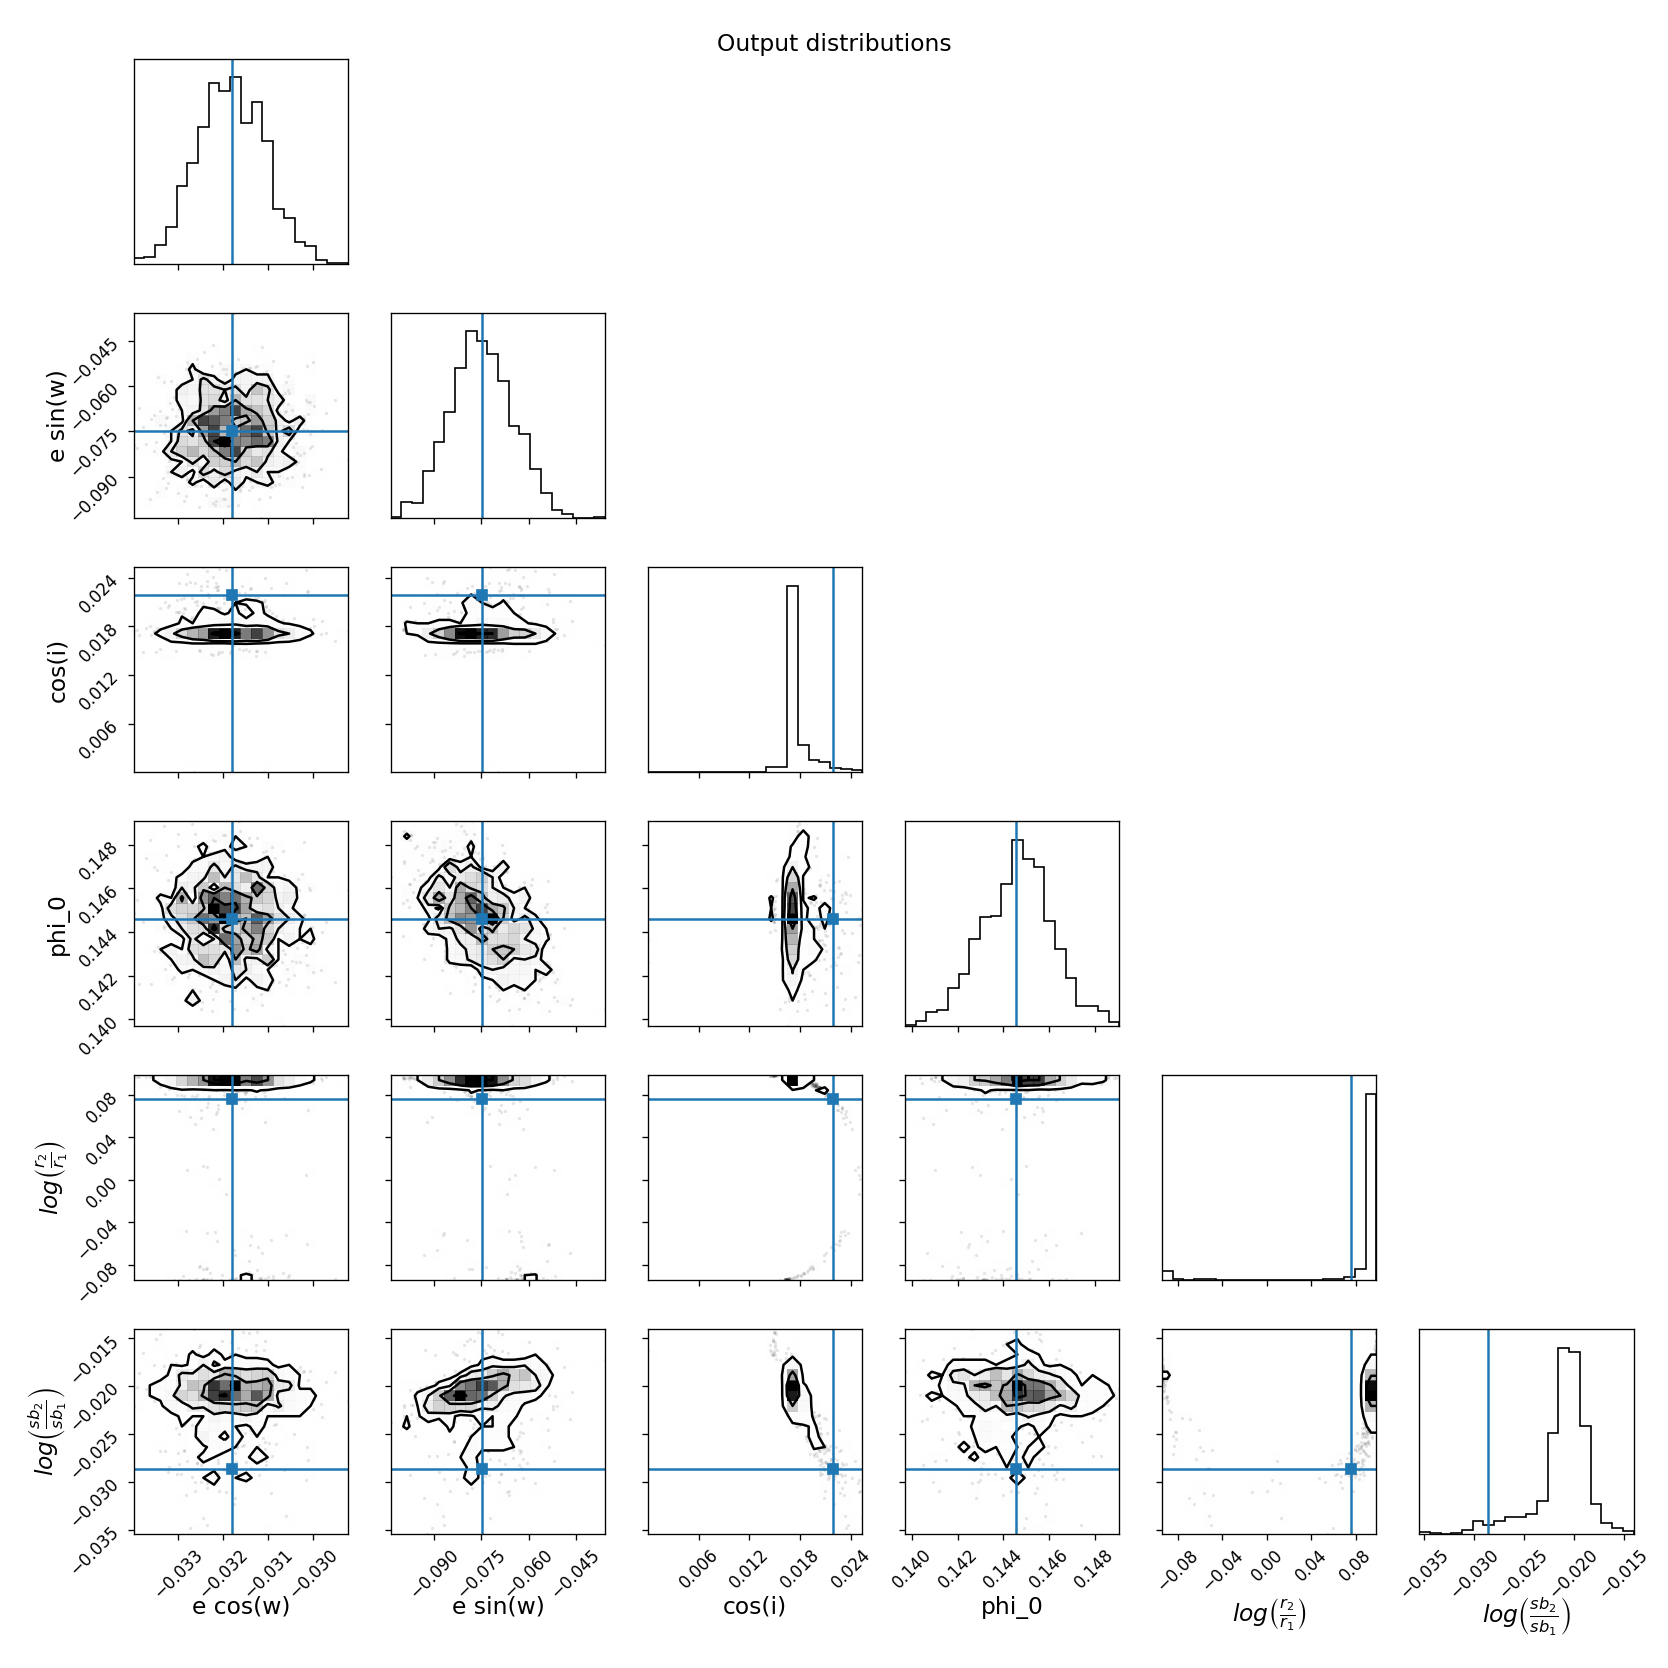 Output distributions
e sin(w)
−0.045
−0.060
−0.075
−0.090
cos(i)
0.024
0.018
0.012
0.006
phi_0
0.148
0.146
0.144
0.142
0.140
log(r₂/r₁)
0.08
0.04
0.00
−0.04
−0.08
log(sb₂/sb₁)
−0.015
−0.020
−0.025
−0.030
−0.035
−0.033 −0.032 −0.031 −0.030
e cos(w)
−0.090 −0.075 −0.060 −0.045
e sin(w)
0.006 0.012 0.018 0.024
cos(i)
0.140 0.142 0.144 0.146 0.148
phi_0
−0.08 −0.04 0.00 0.04 0.08
log(r₂/r₁)
−0.035 −0.030 −0.025 −0.020 −0.015
log(sb₂/sb₁)